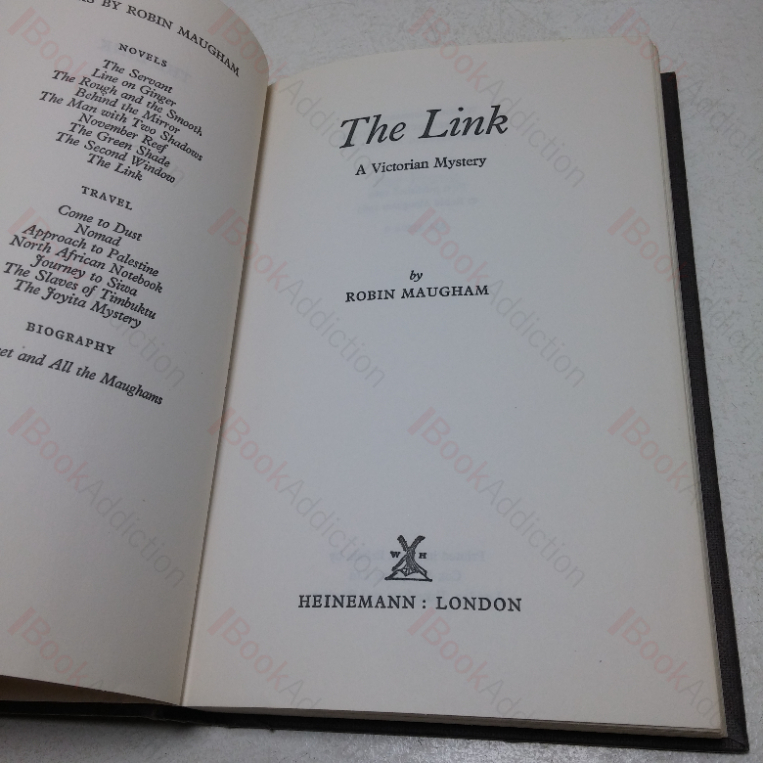 BY ROBIN MAUGHAM
NOVELS
The Servant
Line on Ginger
The Rough and the Smooth
Behind the Mirror
The Man with Two Shadows
November Reef
The Green Shade
The Second Window
The Link
TRAVEL
Come to Dust
Nomad
Approach to Palestine
North African Notebook
Journey to Siwa
The Slaves of Timbuktu
The Joyita Mystery
BIOGRAPHY
and All the Maughams
The Link
A Victorian Mystery
by
ROBIN MAUGHAM
W H
HEINEMANN : LONDON
BookAddiction